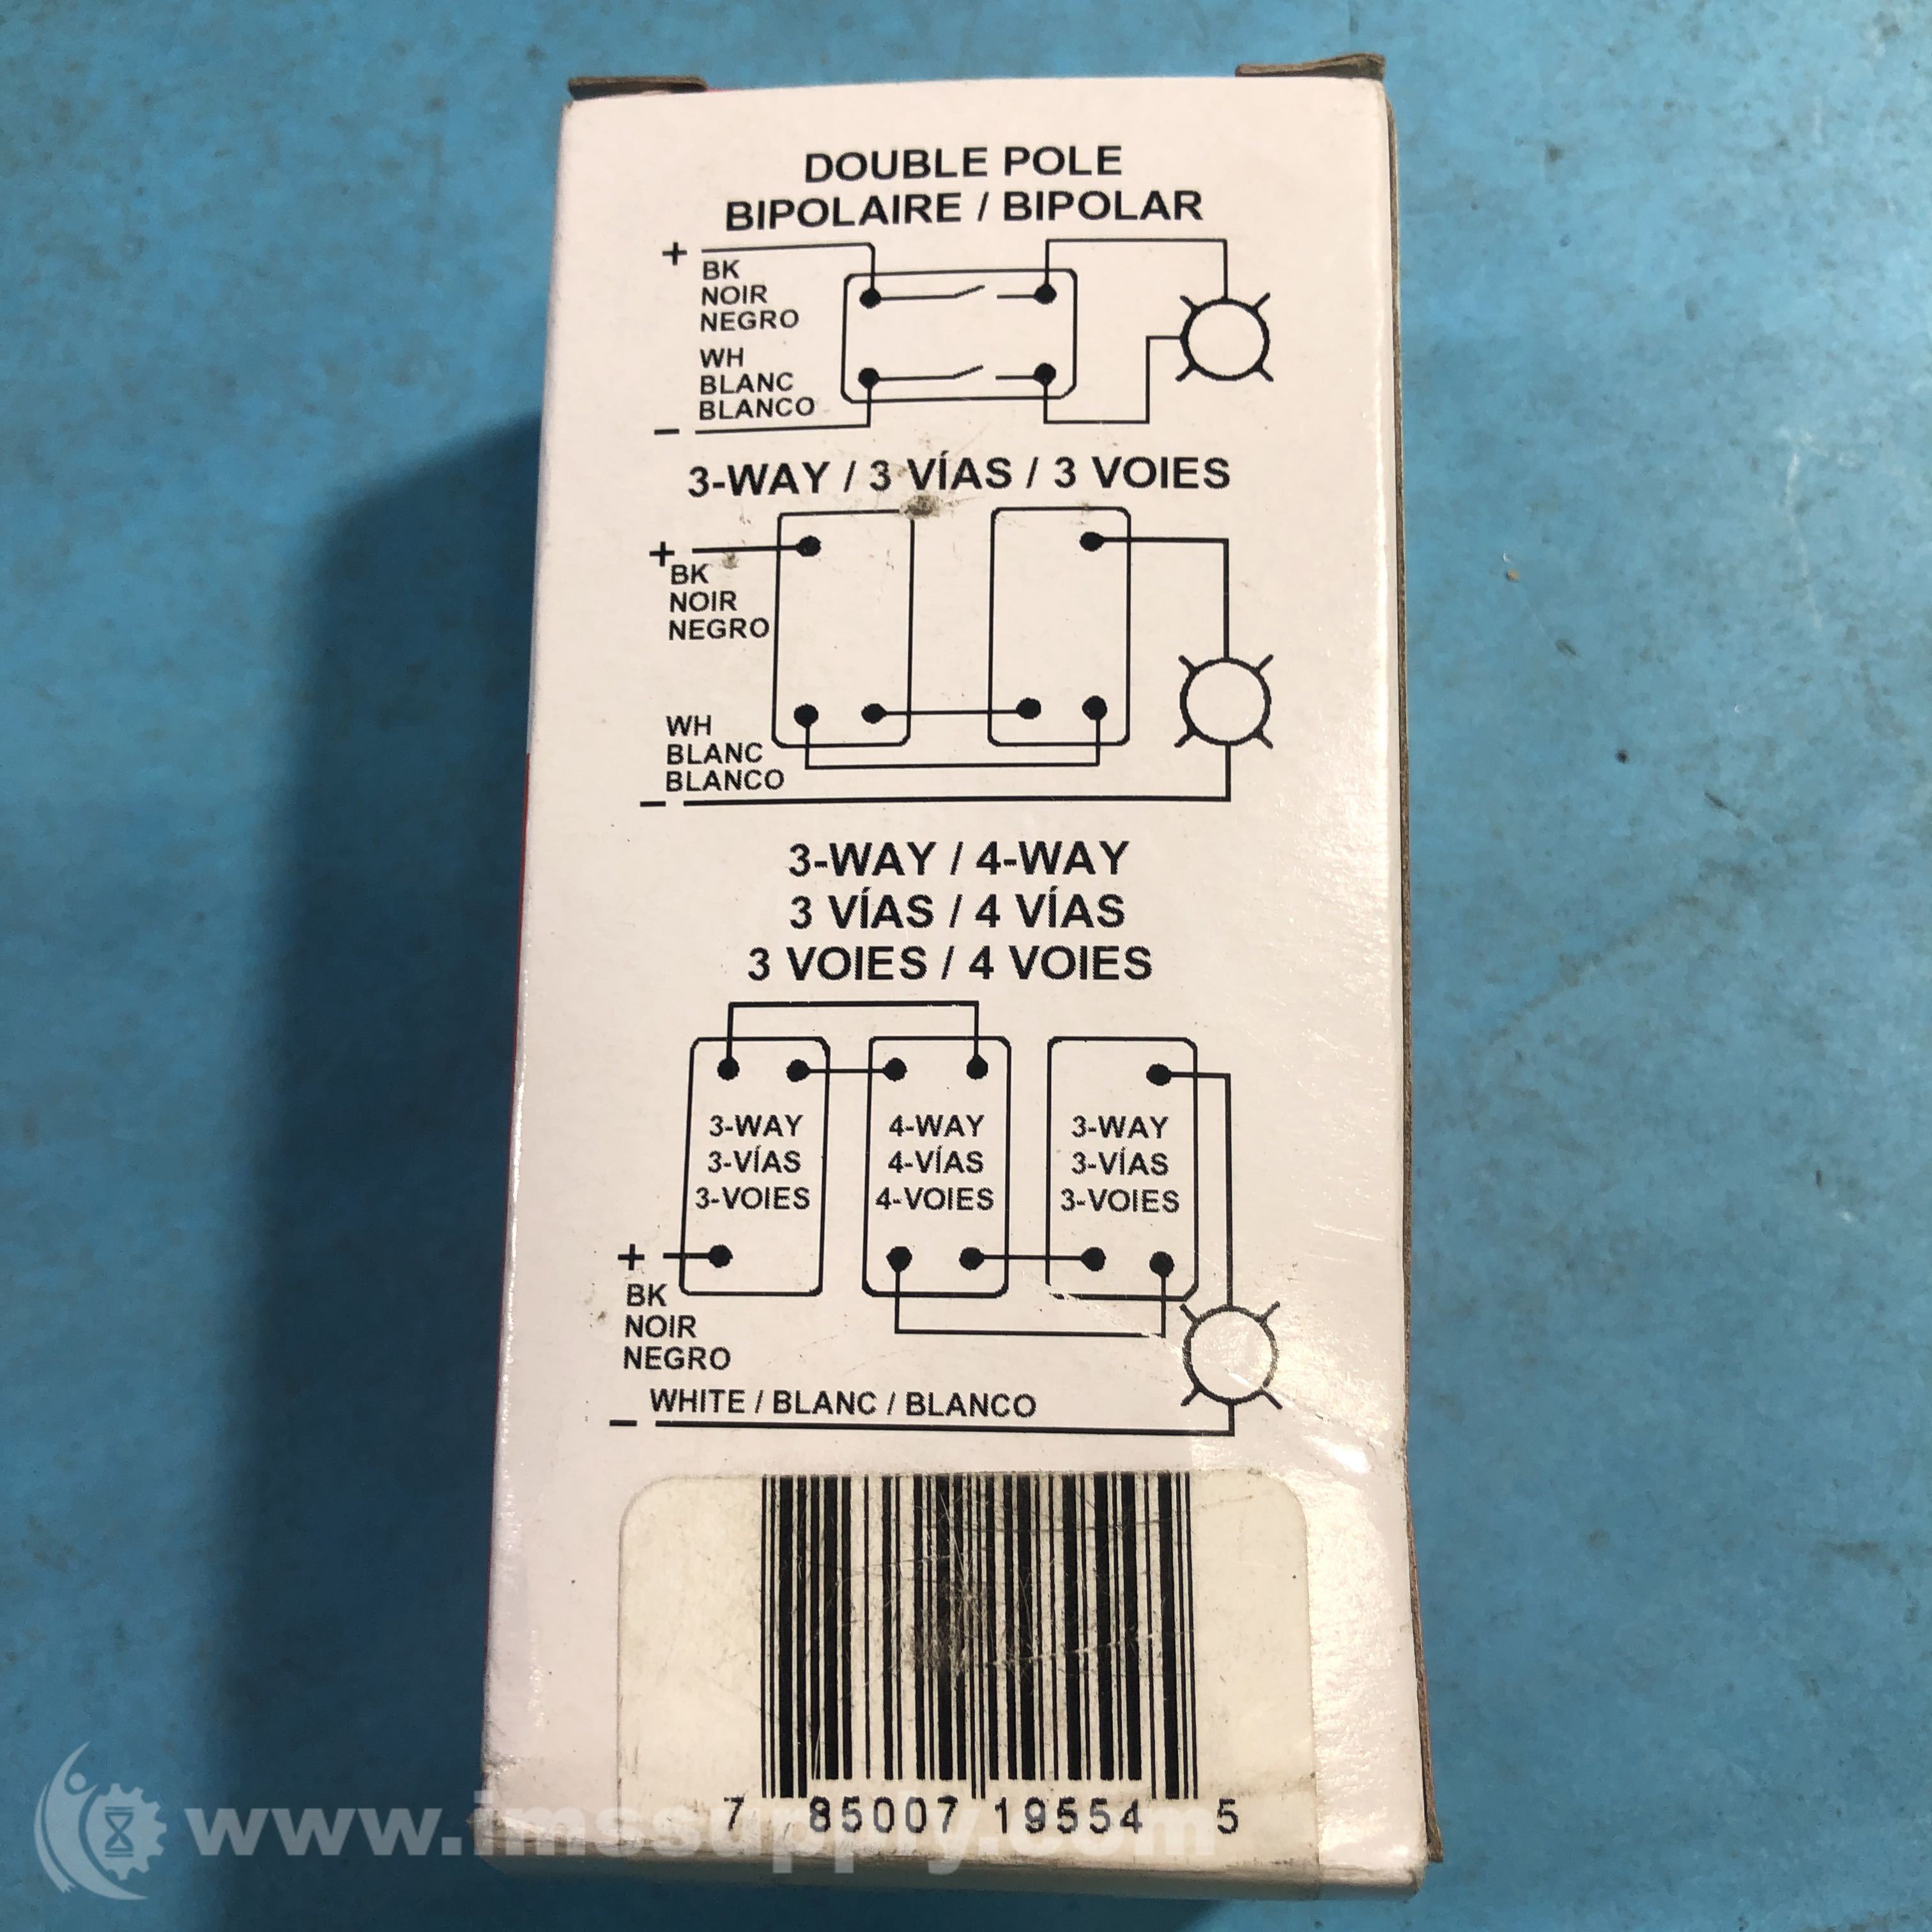 DOUBLE POLE
BIPOLAIRE / BIPOLAR
+
BK
NOIR
NEGRO
WH
BLANC
BLANCO
–
3-WAY / 3 VÍAS / 3 VOIES
+
BK
NOIR
NEGRO
WH
BLANC
BLANCO
–
3-WAY / 4-WAY
3 VÍAS / 4 VÍAS
3 VOIES / 4 VOIES
3-WAY
3-VÍAS
3-VOIES
4-WAY
4-VÍAS
4-VOIES
3-WAY
3-VÍAS
3-VOIES
+
BK
NOIR
NEGRO
WHITE / BLANC / BLANCO
–
7 85007 19554 5
www.imssupply.com